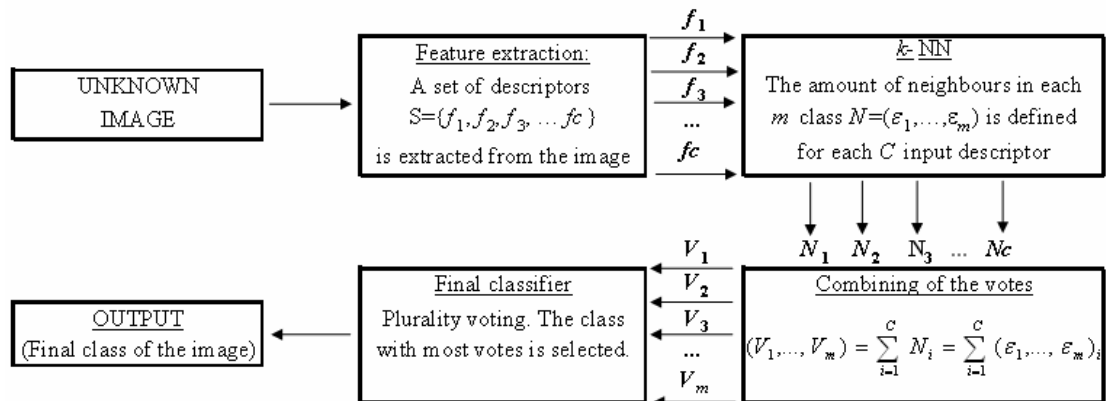 UNKNOWN
IMAGE
Feature extraction:
A set of descriptors
S={f₁, f₂, f₃, ... fc }
is extracted from the image
f₁
f₂
f₃
...
fc
k- NN
The amount of neighbours in each
m class N=(ε₁,...,εₘ) is defined
for each C input descriptor
N₁ N₂ N₃ ... Nc
Combining of the votes
(V₁,..., Vₘ) = ∑ᵢ₌₁ᶜ Nᵢ = ∑ᵢ₌₁ᶜ (ε₁,..., εₘ)ᵢ
V₁
V₂
V₃
...
Vₘ
Final classifier
Plurality voting. The class
with most votes is selected.
OUTPUT
(Final class of the image)